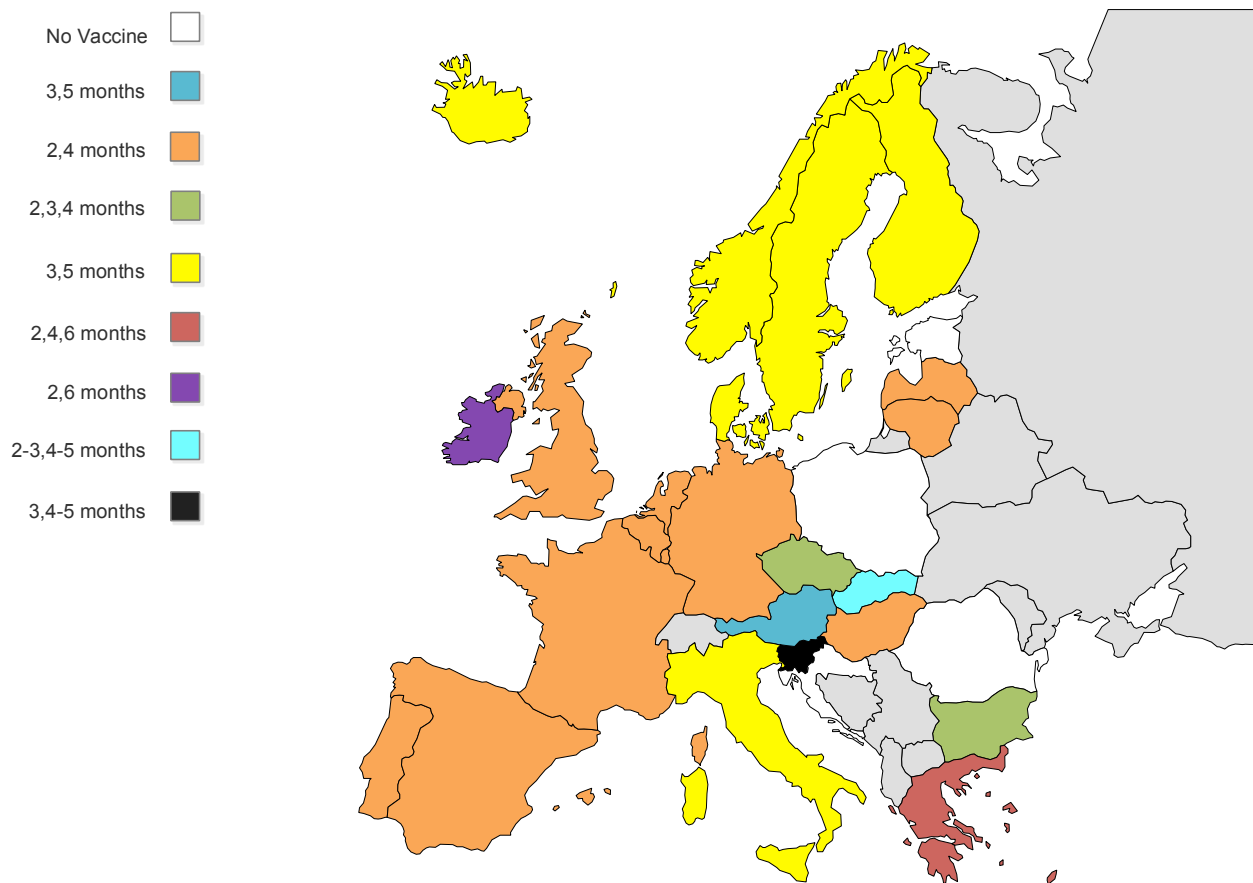 No Vaccine
3,5 months
2,4 months
2,3,4 months
3,5 months
2,4,6 months
2,6 months
2-3,4-5 months
3,4-5 months